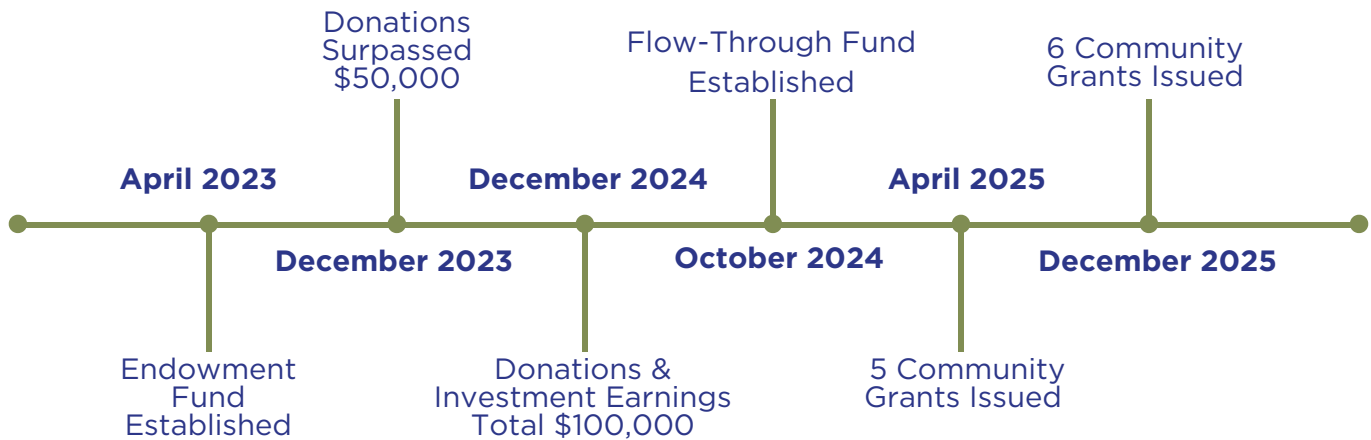 Donations
Surpassed
$50,000
Flow-Through Fund
Established
6 Community
Grants Issued
April 2023
December 2024
April 2025
December 2023
October 2024
December 2025
Endowment
Fund
Established
Donations &
Investment Earnings
Total $100,000
5 Community
Grants Issued